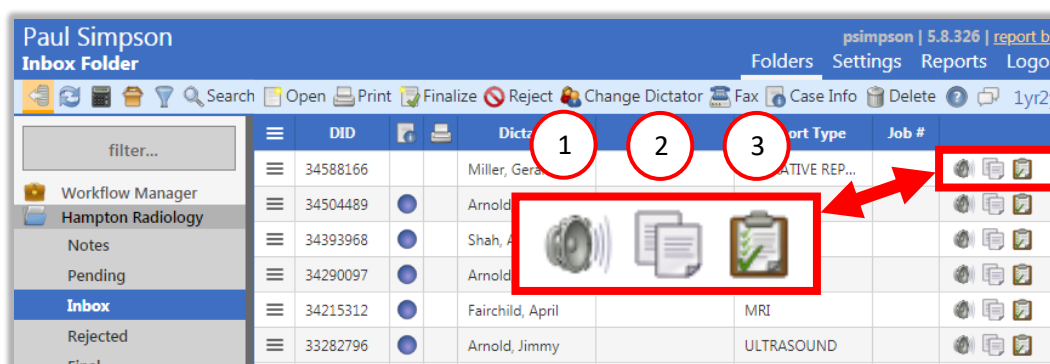 Paul Simpson
psimpson | 5.8.326 | report b
Inbox Folder
Folders Settings Reports Logo
Search Open Print Finalize Reject Change Dictator Fax Case Info Delete 1yr2
filter...
DID Dicta ort Type Job #
1 2 3
34588166 Miller, Gera ATIVE REP...
Workflow Manager
34504489 Arnold
Hampton Radiology
Notes
34393968 Shah, A
Pending
34290097 Arnold
Inbox
34215312 Fairchild, April MRI
Rejected
33282796 Arnold, Jimmy ULTRASOUND